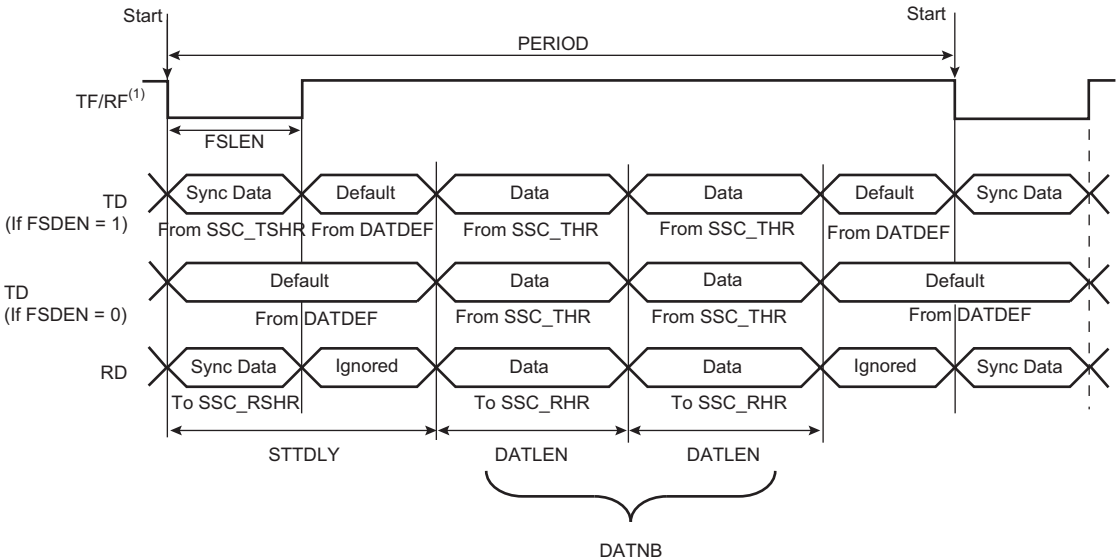 Start Start
PERIOD
TF/RF(1)
FSLEN
TD
(If FSDEN = 1)
Sync Data Default Data Data Default Sync Data
From SSC_TSHR From DATDEF From SSC_THR From SSC_THR From DATDEF
TD
(If FSDEN = 0)
Default Data Data Default
From DATDEF From SSC_THR From SSC_THR From DATDEF
RD
Sync Data Ignored Data Data Ignored Sync Data
To SSC_RSHR To SSC_RHR To SSC_RHR
STTDLY DATLEN DATLEN
DATNB